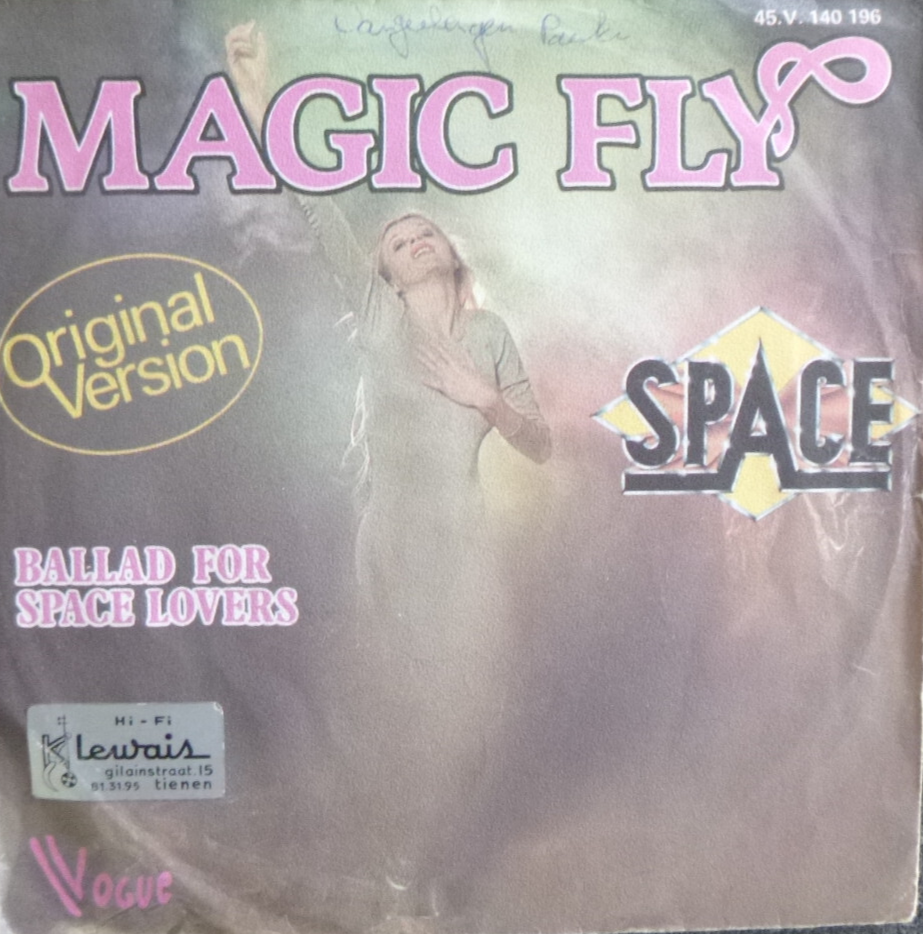 45.V. 140 196
MAGIC FLY
Original
Version
SPACE
BALLAD FOR
SPACE LOVERS
Hi - Fi
Lewais
gilainstraat.15
81.31.95 tienen
VOGUE